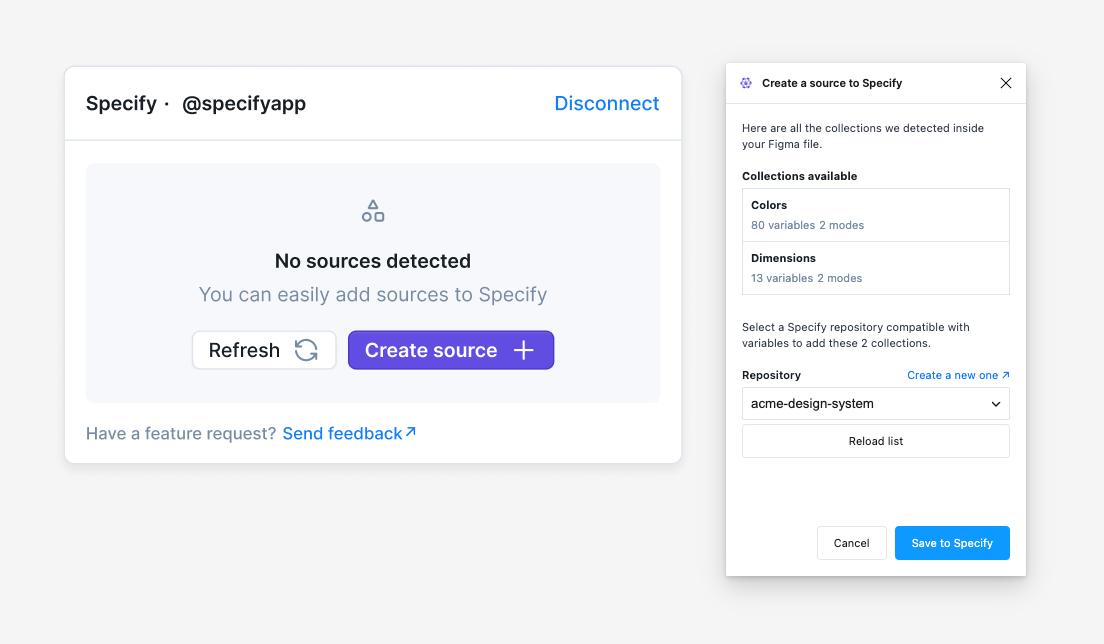 Specify · @specifyapp
Disconnect
No sources detected
You can easily add sources to Specify
Refresh
Create source
Have a feature request? Send feedback
Create a source to Specify
Here are all the collections we detected inside
your Figma file.
Collections available
Colors
80 variables 2 modes
Dimensions
13 variables 2 modes
Select a Specify repository compatible with
variables to add these 2 collections.
Repository
Create a new one
acme-design-system
Reload list
Cancel
Save to Specify